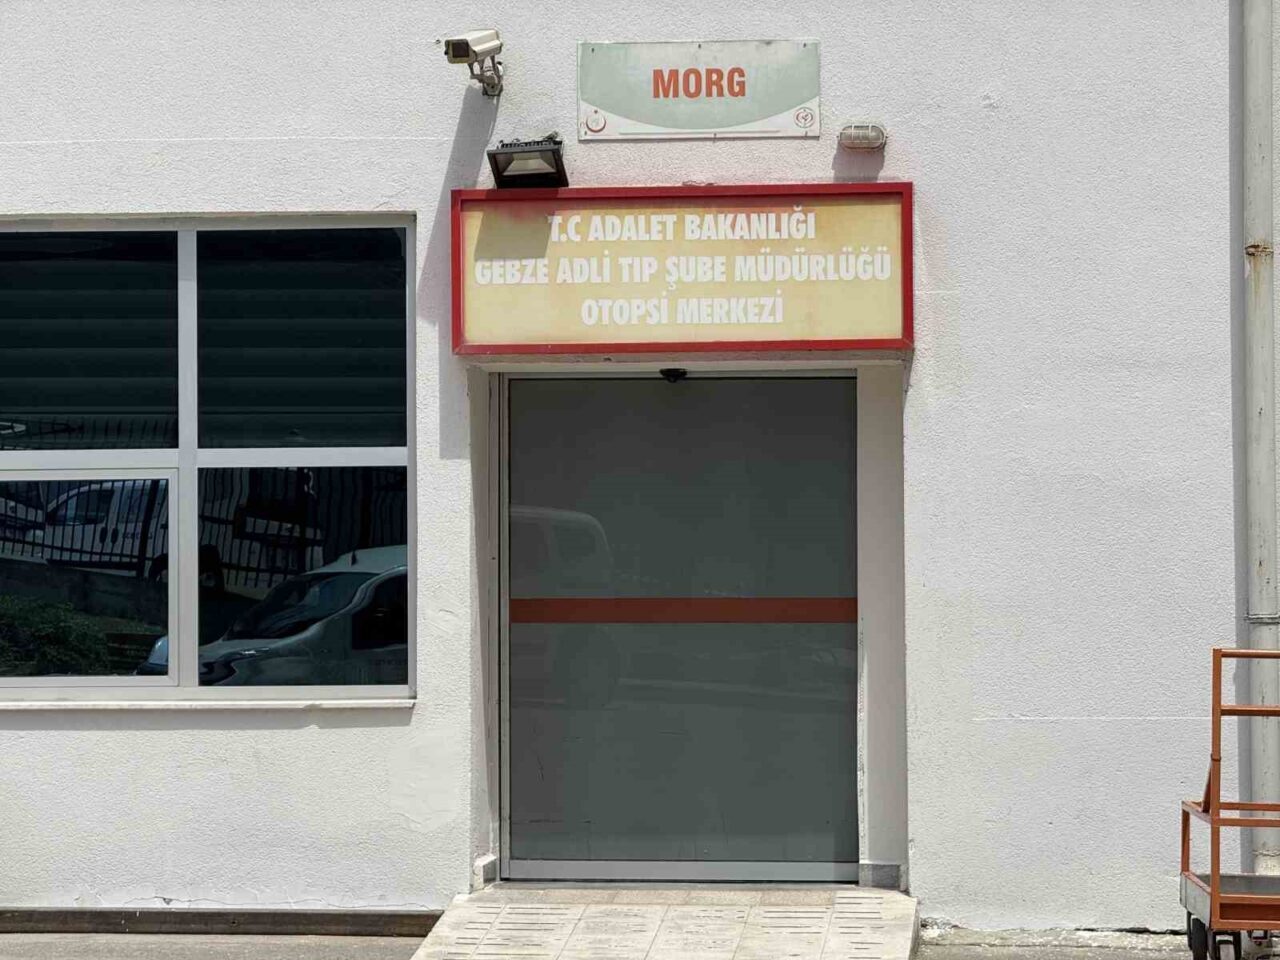 MORG
T.C ADALET BAKANLIĞI
GEBZE ADLİ TIP ŞUBE MÜDÜRLÜĞÜ
OTOPSİ MERKEZİ